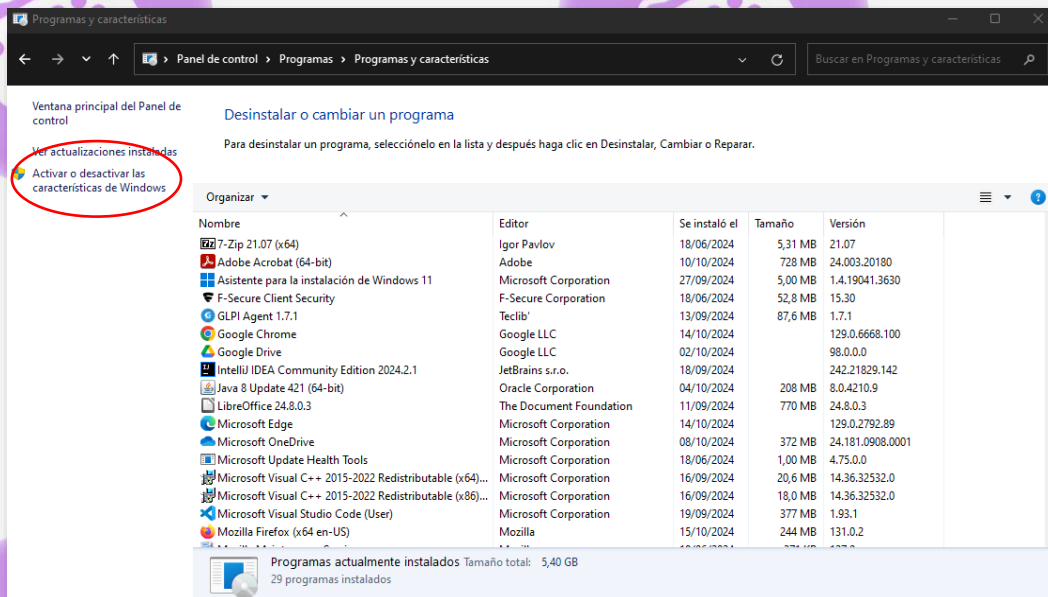 Programas y características
Panel de control > Programas > Programas y características
Buscar en Programas y características
Ventana principal del Panel de
control
Ver actualizaciones instaladas
Activar o desactivar las
características de Windows
Desinstalar o cambiar un programa
Para desinstalar un programa, selecciónelo en la lista y después haga clic en Desinstalar, Cambiar o Reparar.
Organizar
Nombre Editor Se instaló el Tamaño Versión
7-Zip 21.07 (x64) Igor Pavlov 18/06/2024 5,31 MB 21.07
Adobe Acrobat (64-bit) Adobe 10/10/2024 728 MB 24.003.20180
Asistente para la instalación de Windows 11 Microsoft Corporation 27/09/2024 5,00 MB 1.4.19041.3630
F-Secure Client Security F-Secure Corporation 18/06/2024 52,8 MB 15.30
GLPI Agent 1.7.1 Teclib' 13/09/2024 87,6 MB 1.7.1
Google Chrome Google LLC 14/10/2024 129.0.6668.100
Google Drive Google LLC 02/10/2024 98.0.0.0
IntelliJ IDEA Community Edition 2024.2.1 JetBrains s.r.o. 18/09/2024 242.21829.142
Java 8 Update 421 (64-bit) Oracle Corporation 04/10/2024 208 MB 8.0.4210.9
LibreOffice 24.8.0.3 The Document Foundation 11/09/2024 770 MB 24.8.0.3
Microsoft Edge Microsoft Corporation 14/10/2024 129.0.2792.89
Microsoft OneDrive Microsoft Corporation 08/10/2024 372 MB 24.181.0908.0001
Microsoft Update Health Tools Microsoft Corporation 18/06/2024 1,00 MB 4.75.0.0
Microsoft Visual C++ 2015-2022 Redistributable (x64)... Microsoft Corporation 16/09/2024 20,6 MB 14.36.32532.0
Microsoft Visual C++ 2015-2022 Redistributable (x86)... Microsoft Corporation 16/09/2024 18,0 MB 14.36.32532.0
Microsoft Visual Studio Code (User) Microsoft Corporation 19/09/2024 377 MB 1.93.1
Mozilla Firefox (x64 en-US) Mozilla 15/10/2024 244 MB 131.0.2
Programas actualmente instalados Tamaño total: 5,40 GB
29 programas instalados